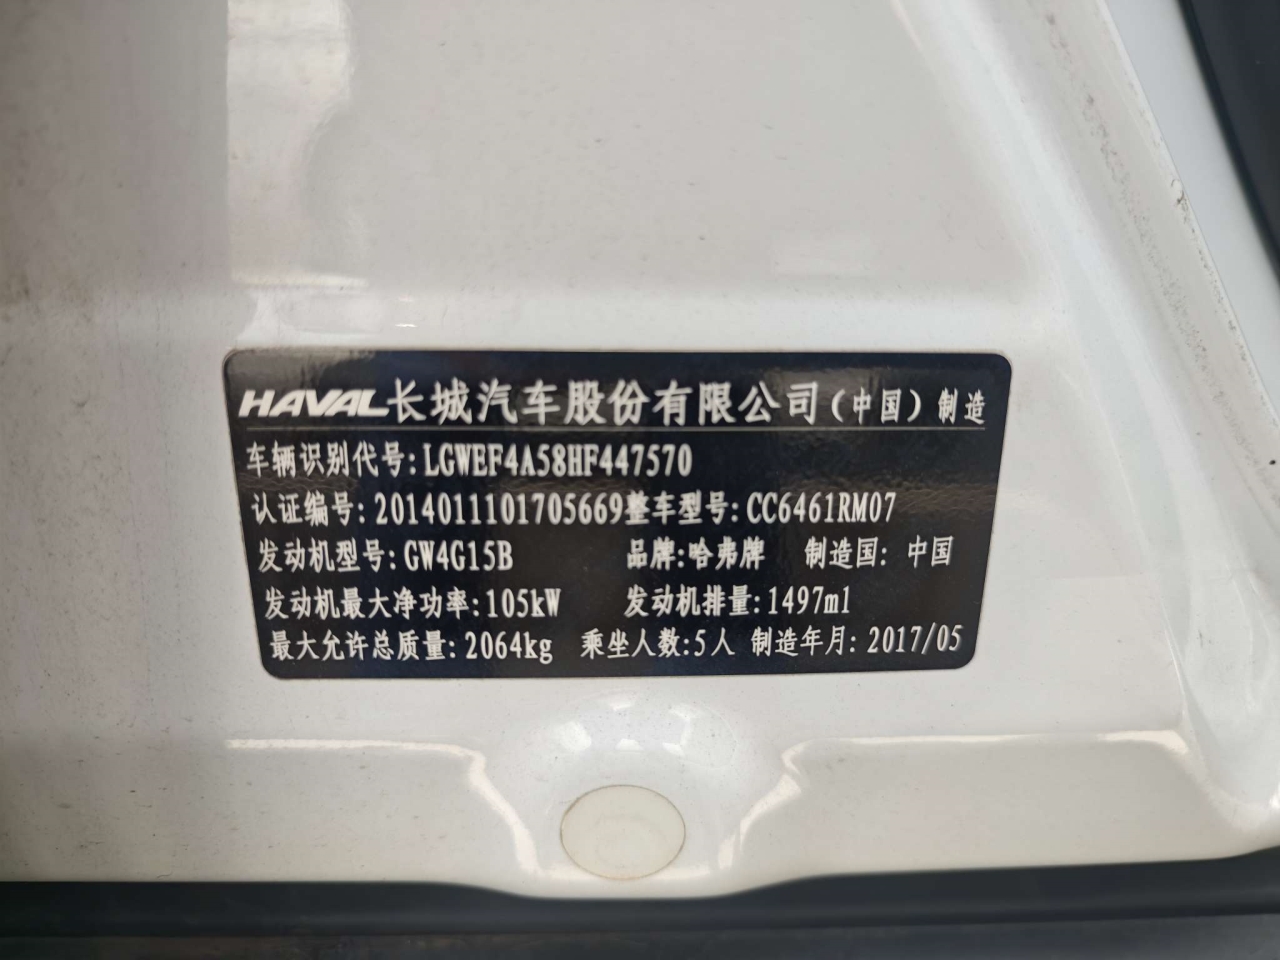 HAVAL长城汽车股份有限公司(中国)制造
车辆识别代号:LGWEF4A58HF447570
认证编号:2014011101705669整车型号:CC6461RM07
发动机型号:GW4G15B 品牌:哈弗牌 制造国:中国
发动机最大净功率:105kW 发动机排量:1497ml
最大允许总质量:2064kg 乘坐人数:5人 制造年月:2017/05